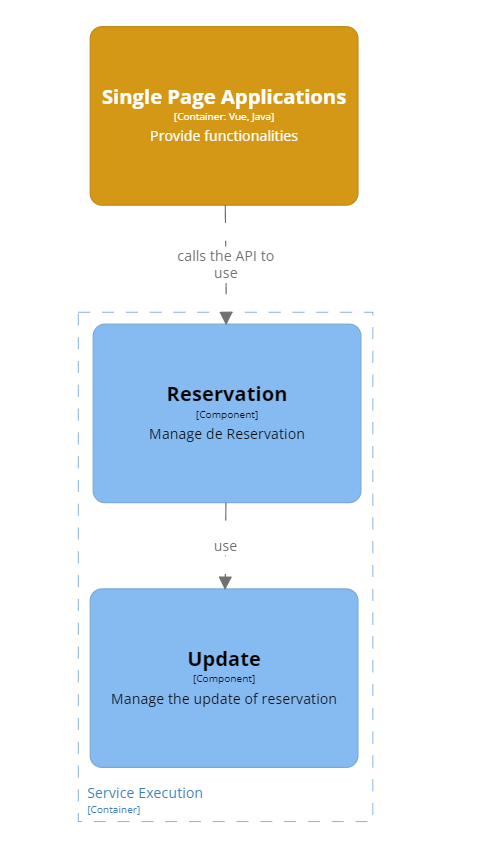 Single Page Applications
[Container: Vue, Java]
Provide functionalities
calls the API to
use
Reservation
[Component]
Manage de Reservation
use
Update
[Component]
Manage the update of reservation
Service Execution
[Container]